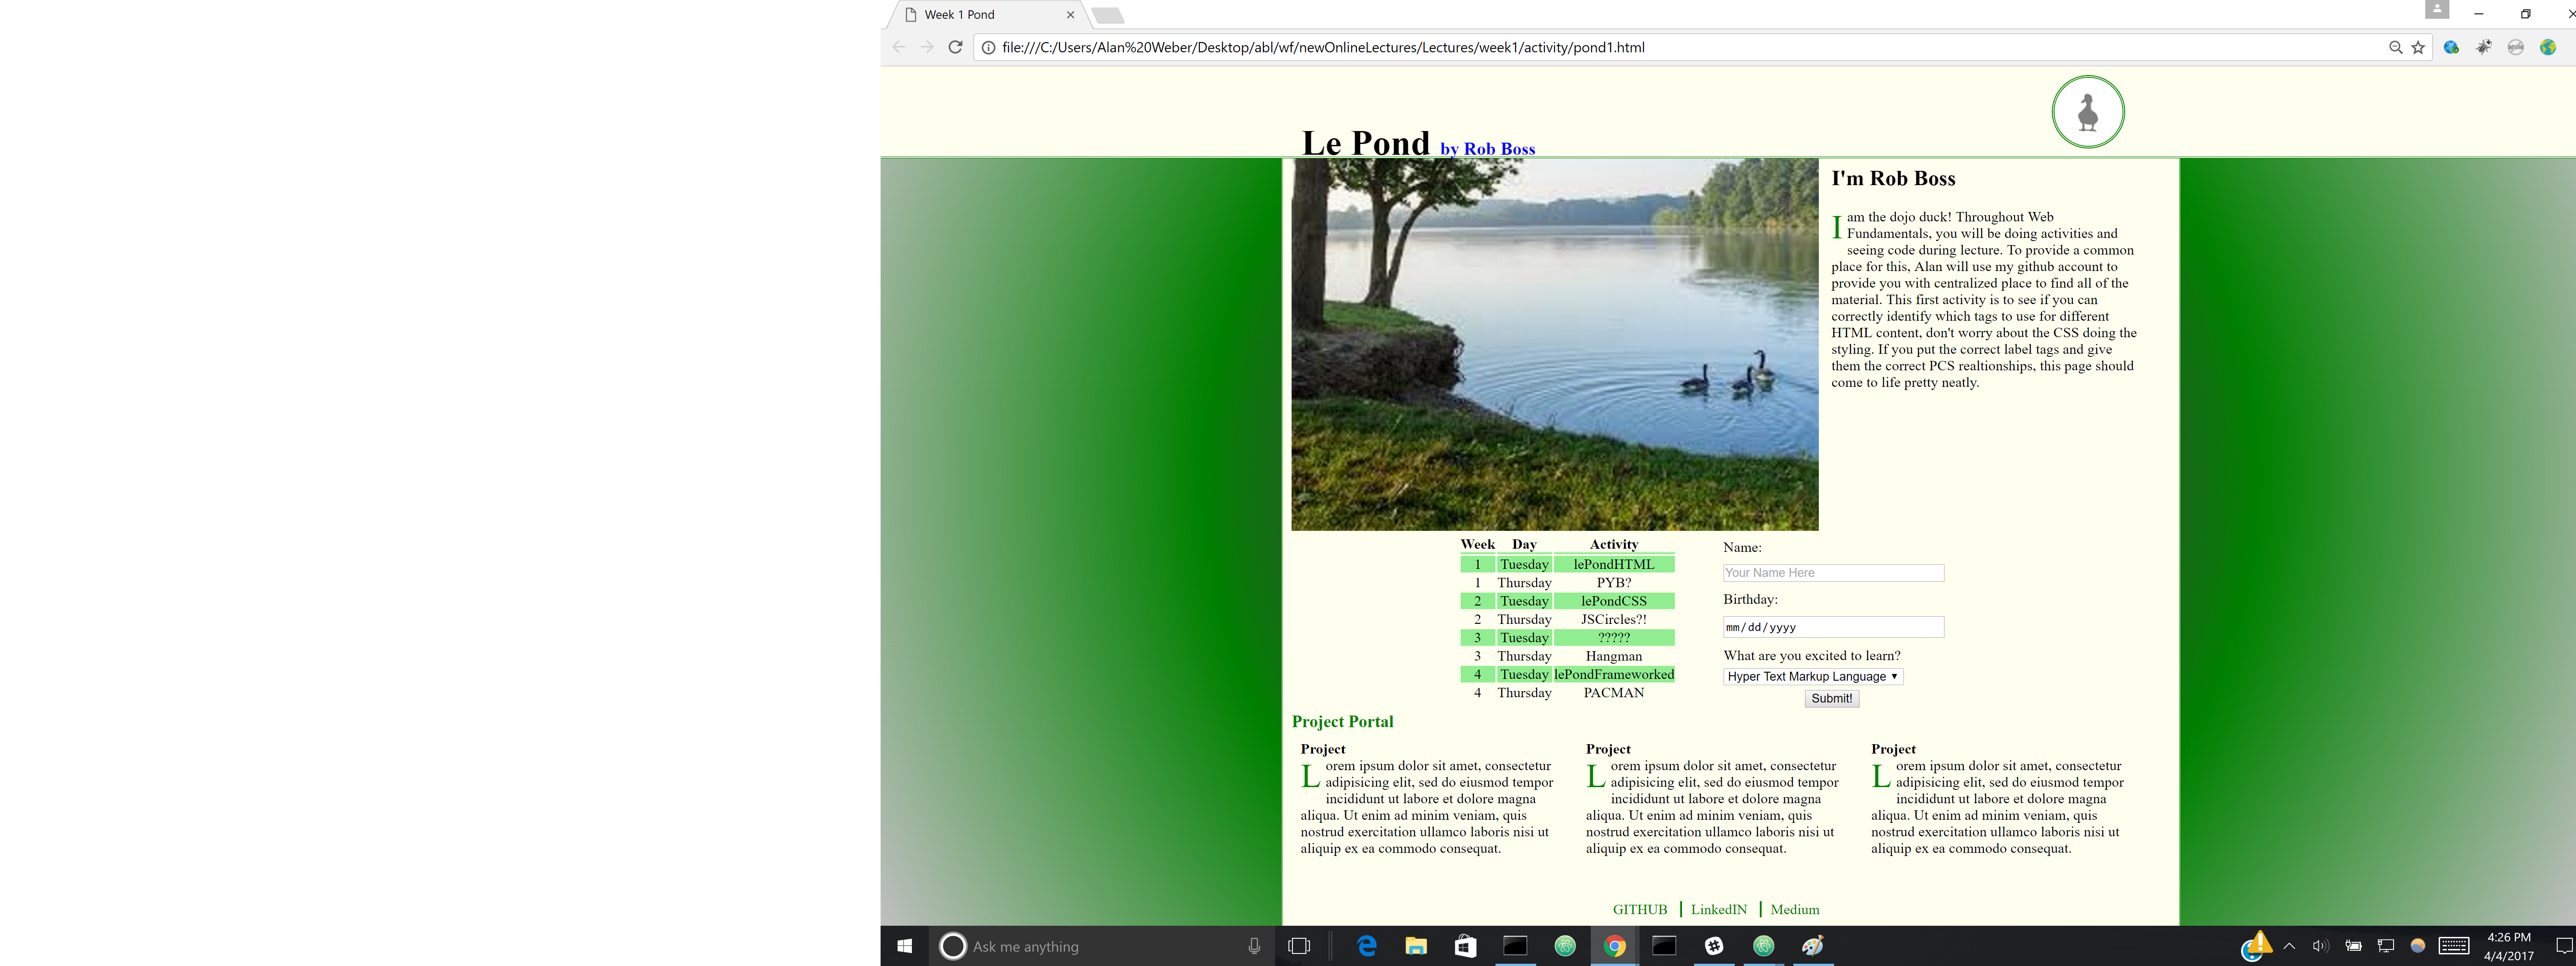 Week 1 Pond
file:///C:/Users/Alan%20Weber/Desktop/abl/wf/newOnlineLectures/Lectures/week1/activity/pond1.html
Le Pond by Rob Boss
I'm Rob Boss
I am the dojo duck! Throughout Web
Fundamentals, you will be doing activities and
seeing code during lecture. To provide a common
place for this, Alan will use my github account to
provide you with centralized place to find all of the
material. This first activity is to see if you can
correctly identify which tags to use for different
HTML content, don't worry about the CSS doing the
styling. If you put the correct label tags and give
them the correct PCS realtionships, this page should
come to life pretty neatly.
Week Day Activity
1 Tuesday lePondHTML
1 Thursday PYB?
2 Tuesday lePondCSS
2 Thursday JSCircles?!
3 Tuesday ?????
3 Thursday Hangman
4 Tuesday lePondFrameworked
4 Thursday PACMAN
Name:
Your Name Here
Birthday:
mm/dd/yyyy
What are you excited to learn?
Hyper Text Markup Language
Submit!
Project Portal
Project
Lorem ipsum dolor sit amet, consectetur
adipisicing elit, sed do eiusmod tempor
incididunt ut labore et dolore magna
aliqua. Ut enim ad minim veniam, quis
nostrud exercitation ullamco laboris nisi ut
aliquip ex ea commodo consequat.
Project
Lorem ipsum dolor sit amet, consectetur
adipisicing elit, sed do eiusmod tempor
incididunt ut labore et dolore magna
aliqua. Ut enim ad minim veniam, quis
nostrud exercitation ullamco laboris nisi ut
aliquip ex ea commodo consequat.
Project
Lorem ipsum dolor sit amet, consectetur
adipisicing elit, sed do eiusmod tempor
incididunt ut labore et dolore magna
aliqua. Ut enim ad minim veniam, quis
nostrud exercitation ullamco laboris nisi ut
aliquip ex ea commodo consequat.
GITHUB LinkedIN Medium
Ask me anything
4:26 PM
4/4/2017